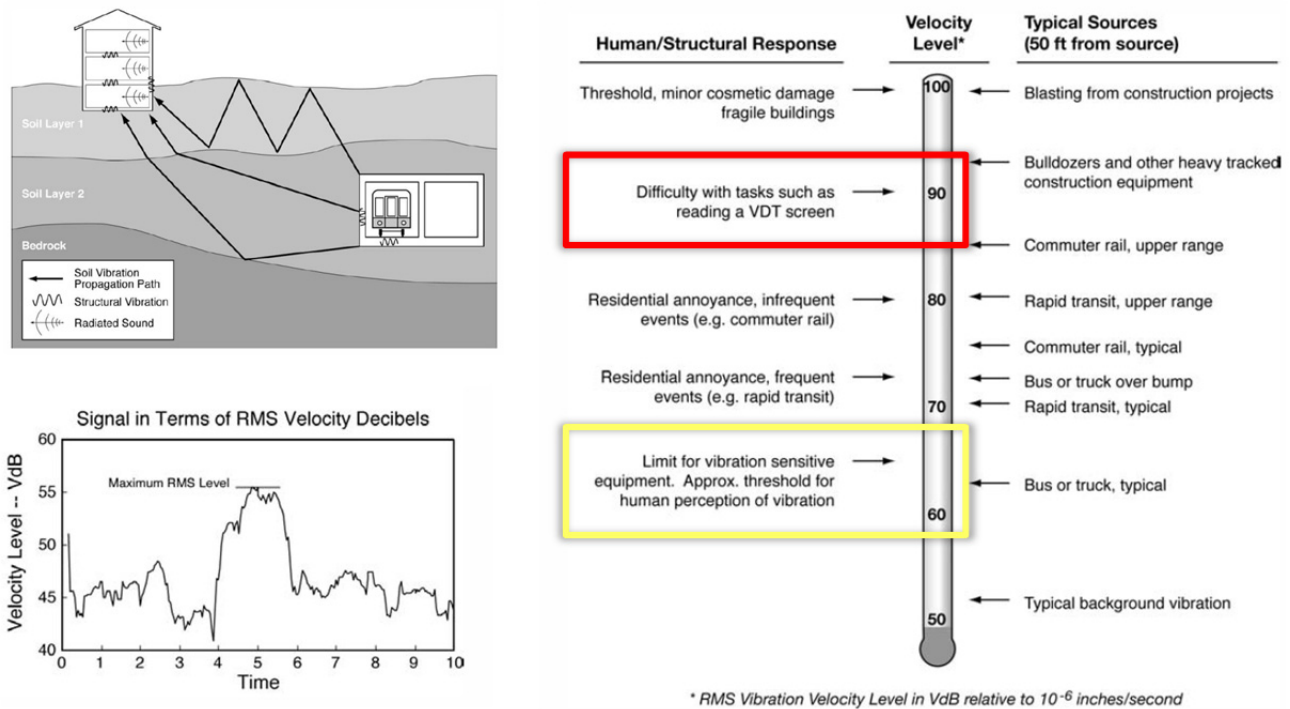 Soil Layer 1
Soil Layer 2
Bedrock
Soil Vibration
Propagation Path
Structural Vibration
Radiated Sound
Signal in Terms of RMS Velocity Decibels
Velocity Level -- VdB
60
55
50
45
40
Maximum RMS Level
0 1 2 3 4 5 6 7 8 9 10
Time
Human/Structural Response
Velocity
Level*
Typical Sources
(50 ft from source)
Threshold, minor cosmetic damage
fragile buildings
100
Blasting from construction projects
Bulldozers and other heavy tracked
construction equipment
Difficulty with tasks such as
reading a VDT screen
90
Commuter rail, upper range
Residential annoyance, infrequent
events (e.g. commuter rail)
80
Rapid transit, upper range
Commuter rail, typical
Residential annoyance, frequent
events (e.g. rapid transit)
Bus or truck over bump
70
Rapid transit, typical
Limit for vibration sensitive
equipment. Approx. threshold for
human perception of vibration
Bus or truck, typical
60
Typical background vibration
50
* RMS Vibration Velocity Level in VdB relative to 10⁻⁶ inches/second